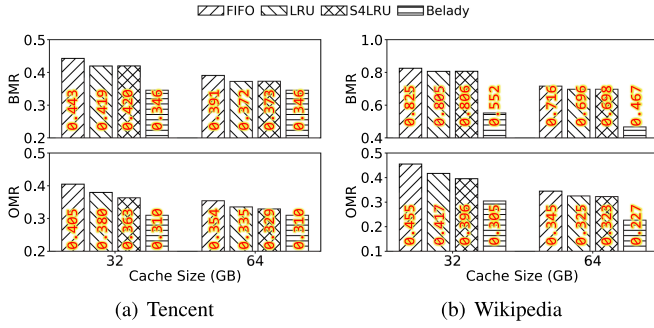 FIFO LRU S4LRU Belady
0.5
0.4
0.3
0.2
BMR
0.443 0.419 0.420 0.346
0.391 0.372 0.373 0.346
1.0
0.8
0.6
0.4
BMR
0.825 0.805 0.806 0.552
0.716 0.696 0.698 0.467
0.5
0.4
0.3
0.2
OMR
0.405 0.380 0.363 0.310
0.354 0.335 0.329 0.310
32 64
Cache Size (GB)
0.5
0.4
0.3
0.2
0.1
OMR
0.455 0.417 0.396 0.305
0.345 0.325 0.323 0.227
32 64
Cache Size (GB)
(a) Tencent
(b) Wikipedia